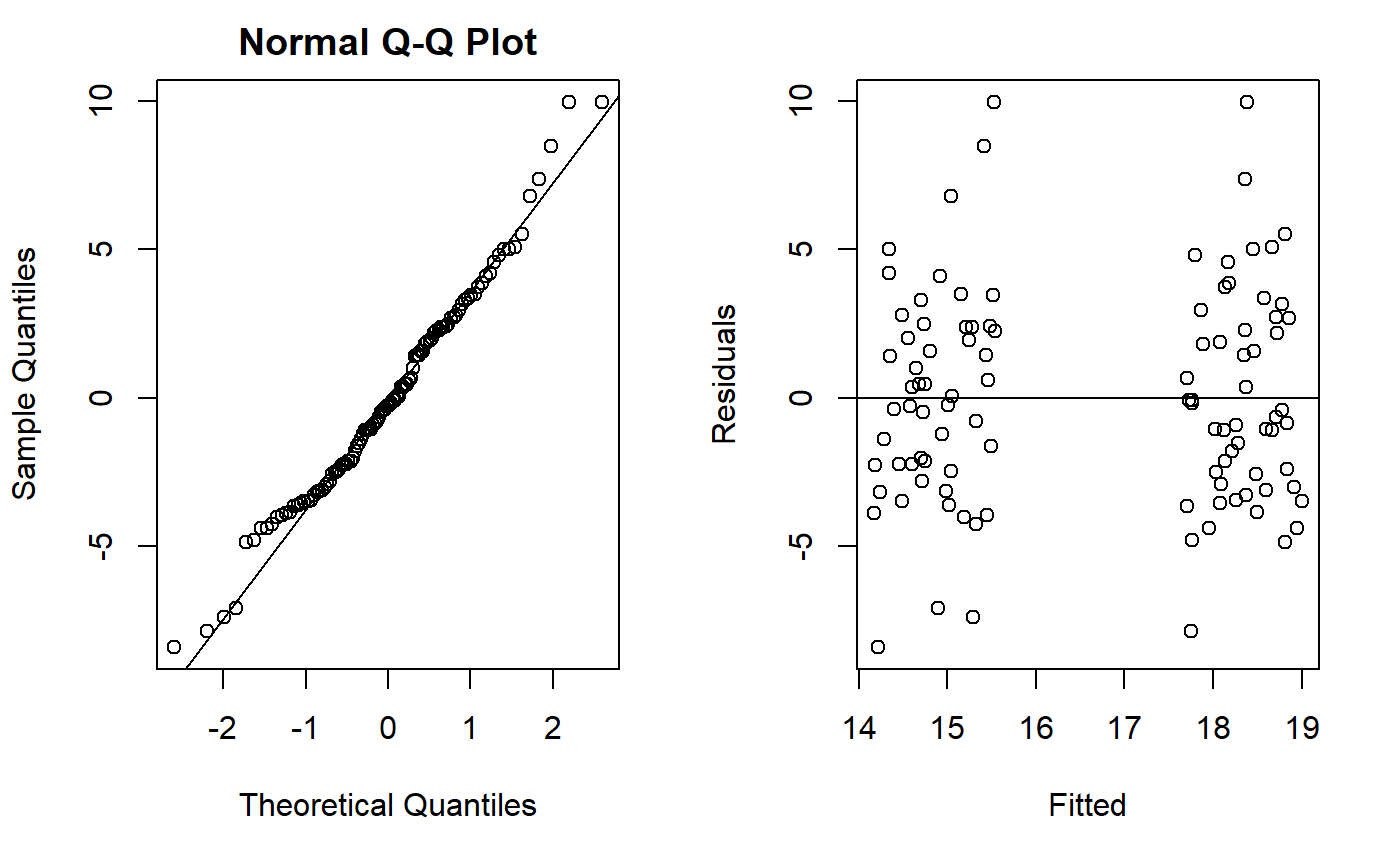 Normal Q-Q Plot
Sample Quantiles
10
5
0
-5
-2 -1 0 1 2
Theoretical Quantiles
Residuals
10
5
0
-5
14 15 16 17 18 19
Fitted